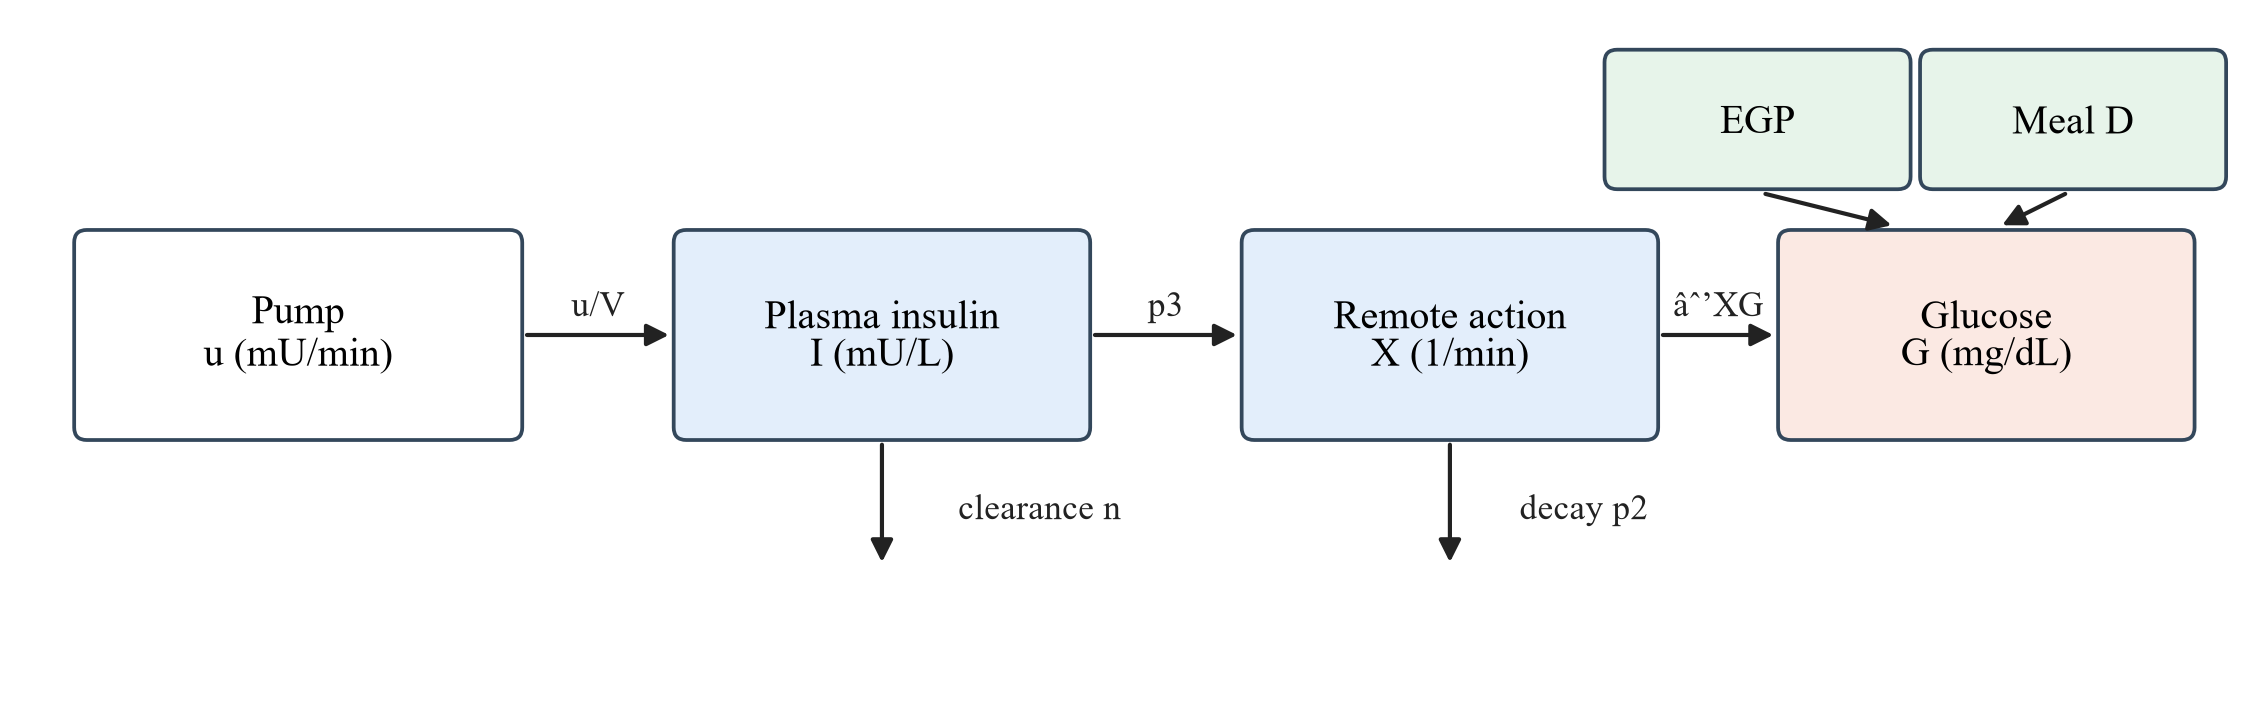 EGP
Meal D
Pump
u (mU/min)
u/V
Plasma insulin
I (mU/L)
p3
Remote action
X (1/min)
âˆ’XG
Glucose
G (mg/dL)
clearance n
decay p2